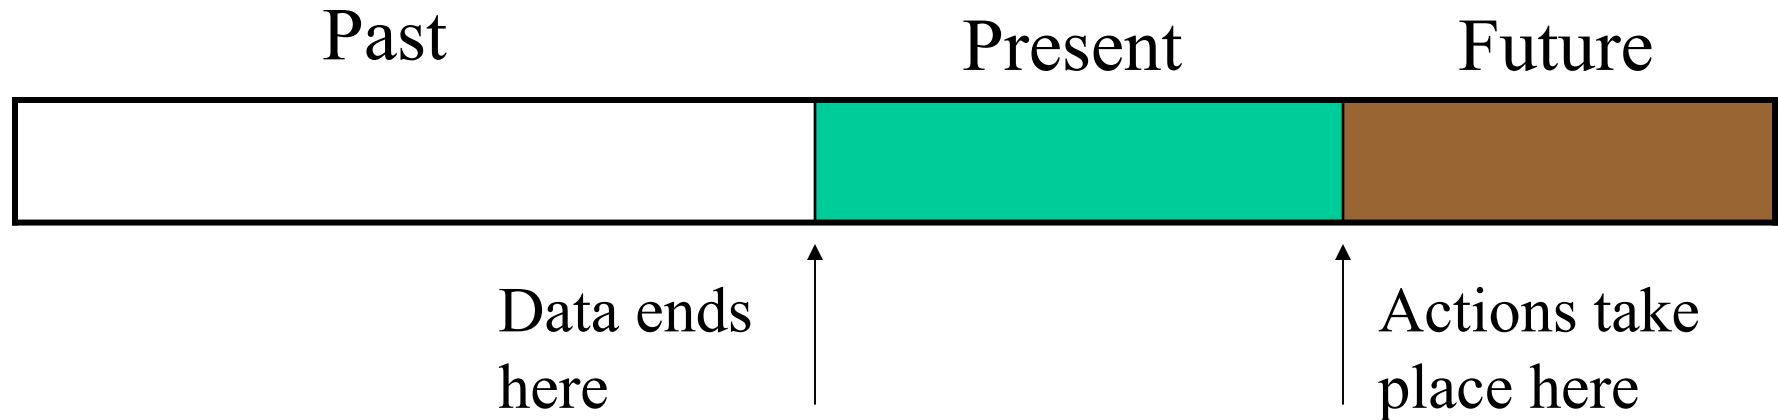 Past
Present
Future
Data ends
here
Actions take
place here